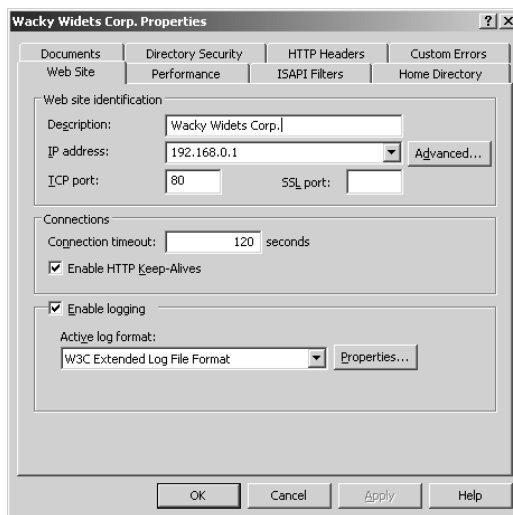 Wacky Widets Corp. Properties ? x
Documents Directory Security HTTP Headers Custom Errors
Web Site Performance ISAPI Filters Home Directory
Web site identification
Description: Wacky Widets Corp.
IP address: 192.168.0.1 Advanced...
TCP port: 80 SSL port:
Connections
Connection timeout: 120 seconds
Enable HTTP Keep-Alives
Enable logging
Active log format:
W3C Extended Log File Format Properties...
OK Cancel Apply Help